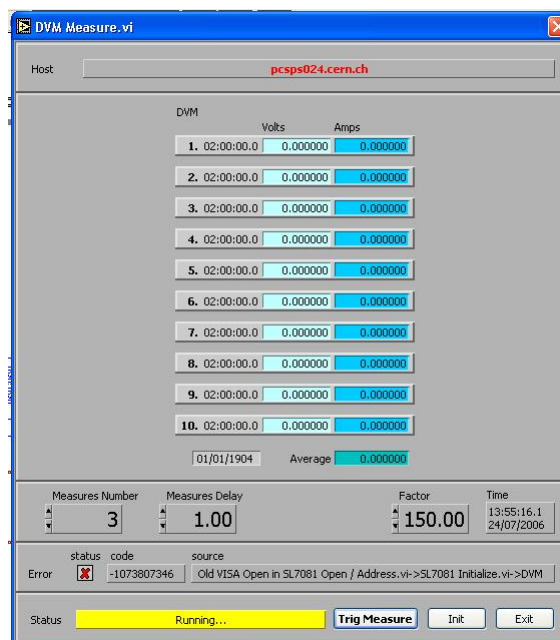 DVM Measure.vi
Host pcsps024.cern.ch
DVM
Volts Amps
1. 02:00:00.0 0.000000 0.000000
2. 02:00:00.0 0.000000 0.000000
3. 02:00:00.0 0.000000 0.000000
4. 02:00:00.0 0.000000 0.000000
5. 02:00:00.0 0.000000 0.000000
6. 02:00:00.0 0.000000 0.000000
7. 02:00:00.0 0.000000 0.000000
8. 02:00:00.0 0.000000 0.000000
9. 02:00:00.0 0.000000 0.000000
10. 02:00:00.0 0.000000 0.000000
01/01/1904 Average 0.000000
Measures Number Measures Delay Factor Time
3 1.00 150.00 13:55:16.1
24/07/2006
status code source
Error -1073807346 Old VISA Open in SL7081 Open / Address.vi->SL7081 Initialize.vi->DVM
Status Running... Trig Measure Init Exit